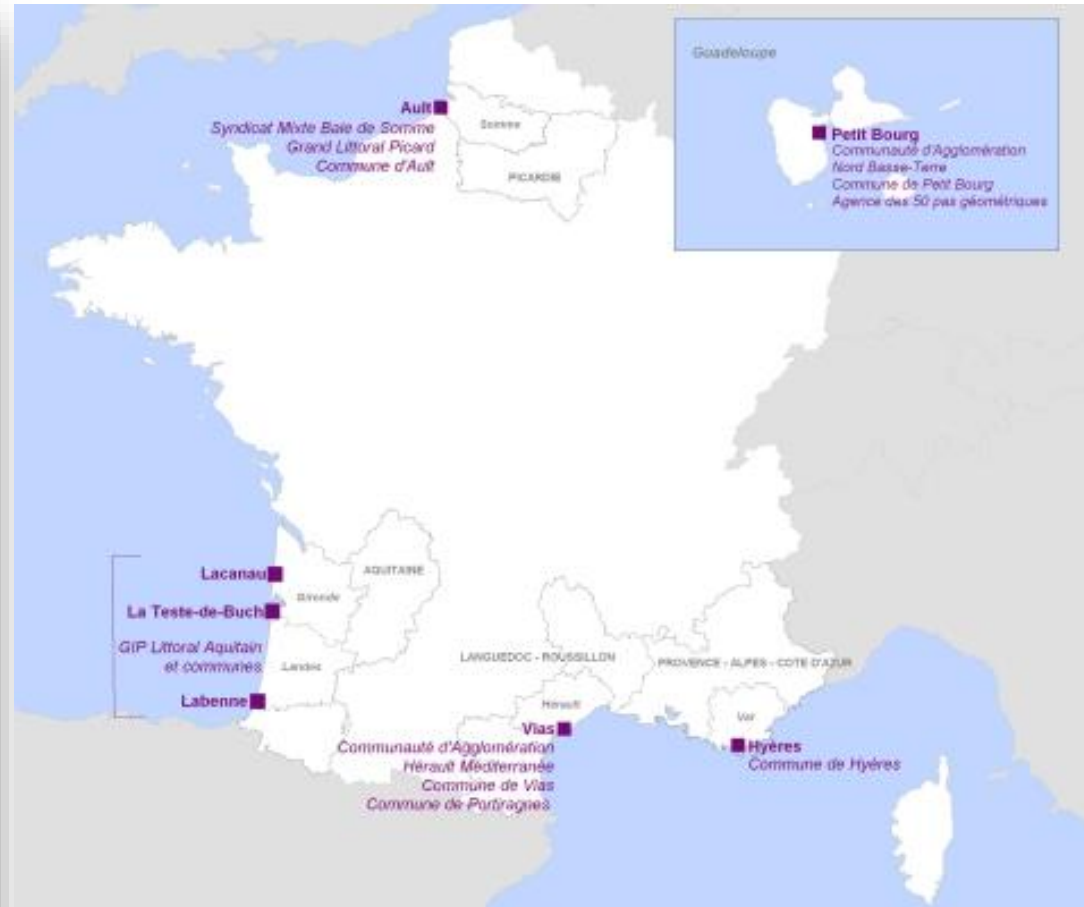 Guadeloupe
Petit Bourg
Communauté d'Agglomération
Nord Basse-Terre
Commune de Petit Bourg
Agence des 50 pas géométriques
Ault
Syndicat Mixte Baie de Somme
Grand Littoral Picard
Commune d'Ault
Somme
PICARDIE
Lacanau
La Teste-de-Buch
GIP Littoral Aquitain
et communes
Labenne
AQUITAINE
Gironde
Landes
LANGUEDOC - ROUSSILLON
Hérault
Vias
Communauté d'Agglomération
Hérault Méditerranée
Commune de Vias
Commune de Portiragnes
PROVENCE - ALPES - COTE D'AZUR
Var
Hyères
Commune de Hyères